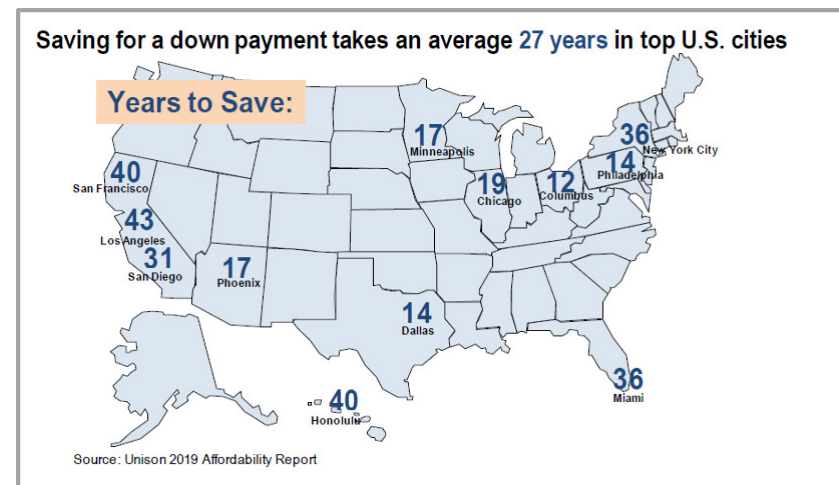 Saving for a down payment takes an average 27 years in top U.S. cities
Years to Save:
17
Minneapolis
36
New York City
14
Philadelphia
40
San Francisco
19
Chicago
12
Columbus
43
Los Angeles
31
San Diego
17
Phoenix
14
Dallas
36
Miami
40
Honolulu
Source: Unison 2019 Affordability Report